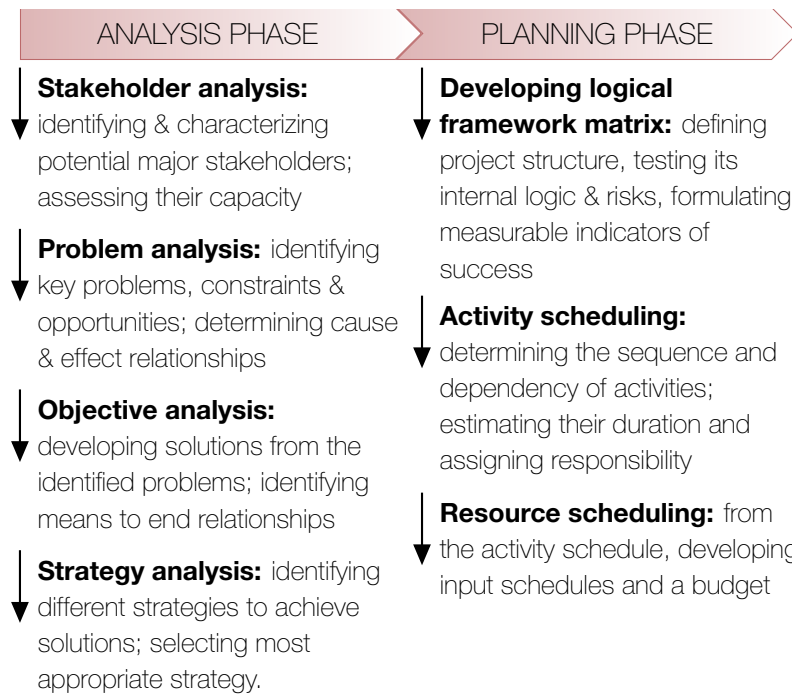 ANALYSIS PHASE
Stakeholder analysis:
identifying & characterizing
potential major stakeholders;
assessing their capacity
Problem analysis: identifying
key problems, constraints &
opportunities; determining cause
& effect relationships
Objective analysis:
developing solutions from the
identified problems; identifying
means to end relationships
Strategy analysis: identifying
different strategies to achieve
solutions; selecting most
appropriate strategy.
PLANNING PHASE
Developing logical
framework matrix: defining
project structure, testing its
internal logic & risks, formulating
measurable indicators of
success
Activity scheduling:
determining the sequence and
dependency of activities;
estimating their duration and
assigning responsibility
Resource scheduling: from
the activity schedule, developing
input schedules and a budget